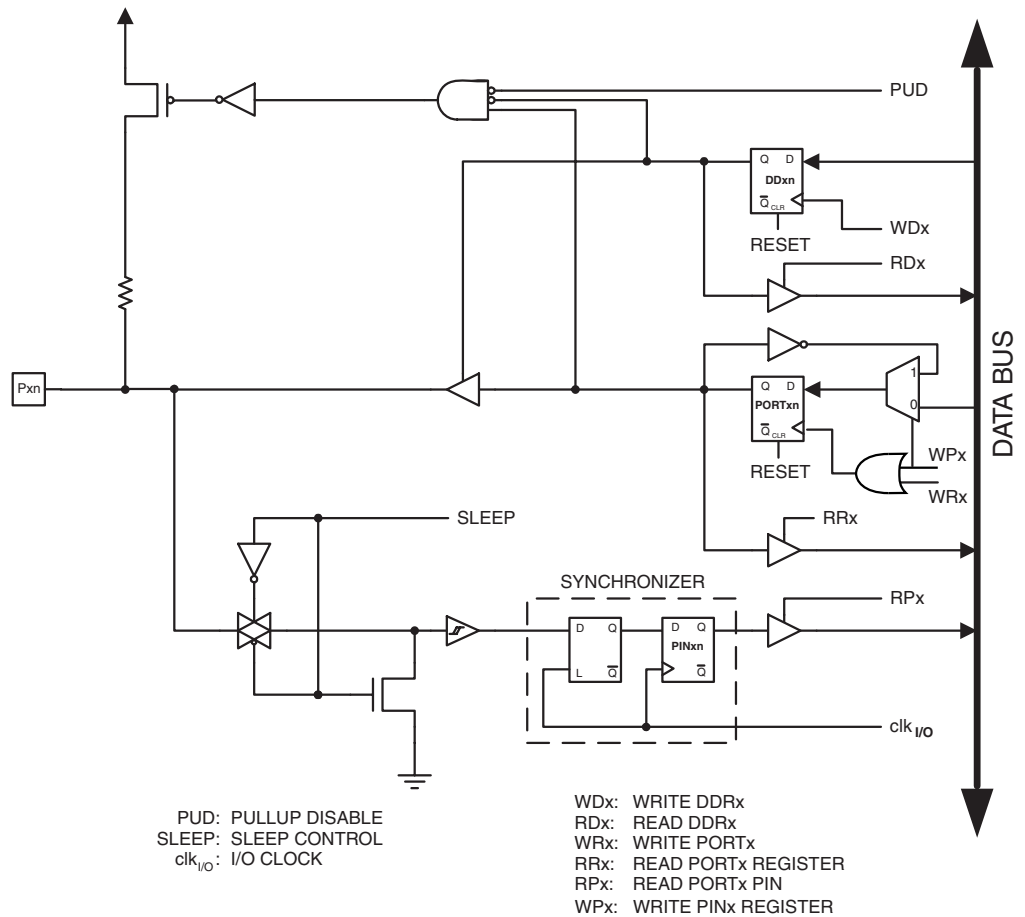 PUD
Q D
DDxn
Q CLR
WDx
RESET
RDx
DATA BUS
1
Pxn
Q D
0
PORTxn
Q CLR
WPx
RESET
WRx
RRx
SLEEP
SYNCHRONIZER
RPx
D Q
D Q
PINxn
L Q
Q
clk I/O
PUD: PULLUP DISABLE
SLEEP: SLEEP CONTROL
clkI/O: I/O CLOCK
WDx: WRITE DDRx
RDx: READ DDRx
WRx: WRITE PORTx
RRx: READ PORTx REGISTER
RPx: READ PORTx PIN
WPx: WRITE PINx REGISTER